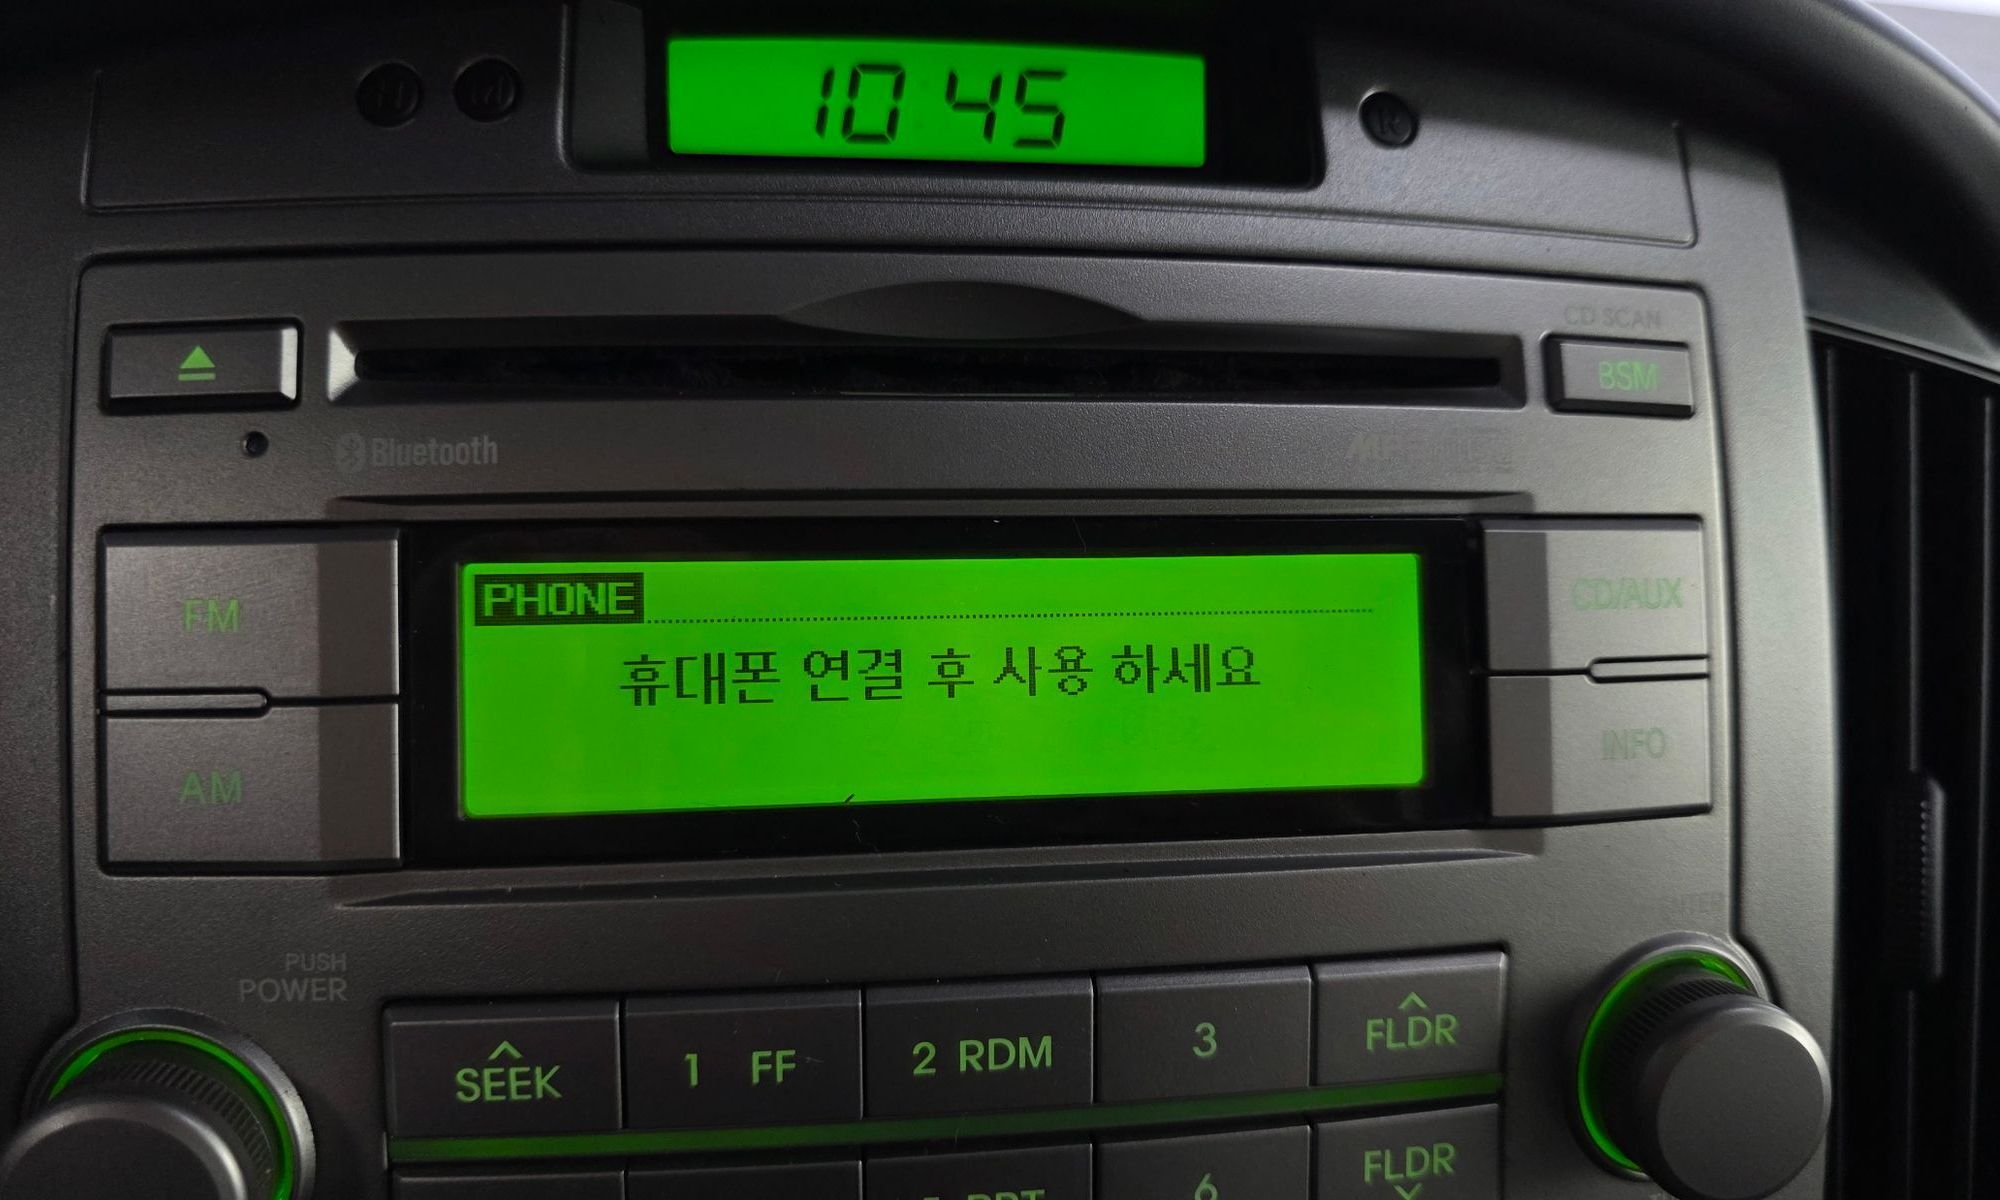 10 45
CD SCAN
BSM
Bluetooth
PHONE
휴대폰 연결 후 사용 하세요
FM
CD/AUX
AM
INFO
PUSH
POWER
SEEK
1 FF
2 RDM
3
FLDR
6
FLDR